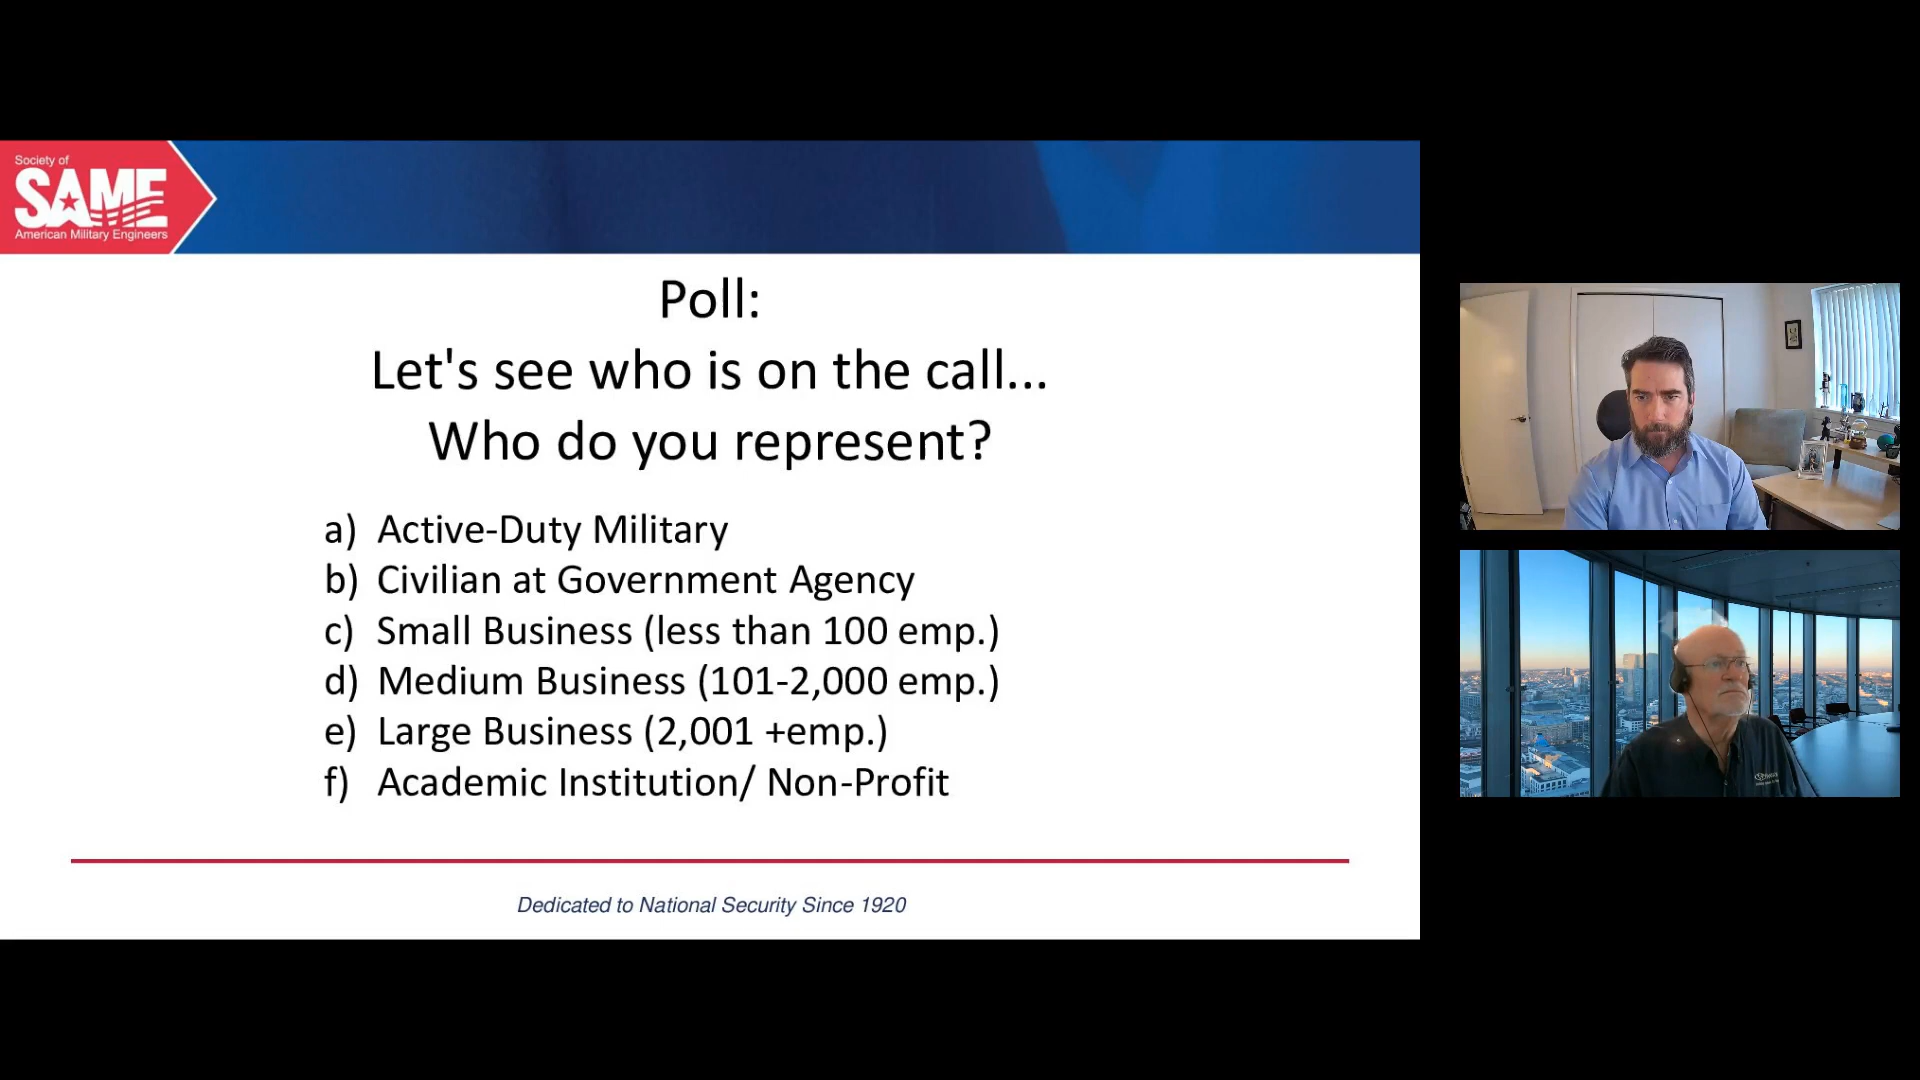 Society of
SAME
American Military Engineers
Poll:
Let's see who is on the call...
Who do you represent?
a) Active-Duty Military
b) Civilian at Government Agency
c) Small Business (less than 100 emp.)
d) Medium Business (101-2,000 emp.)
e) Large Business (2,001 +emp.)
f) Academic Institution/ Non-Profit
Dedicated to National Security Since 1920